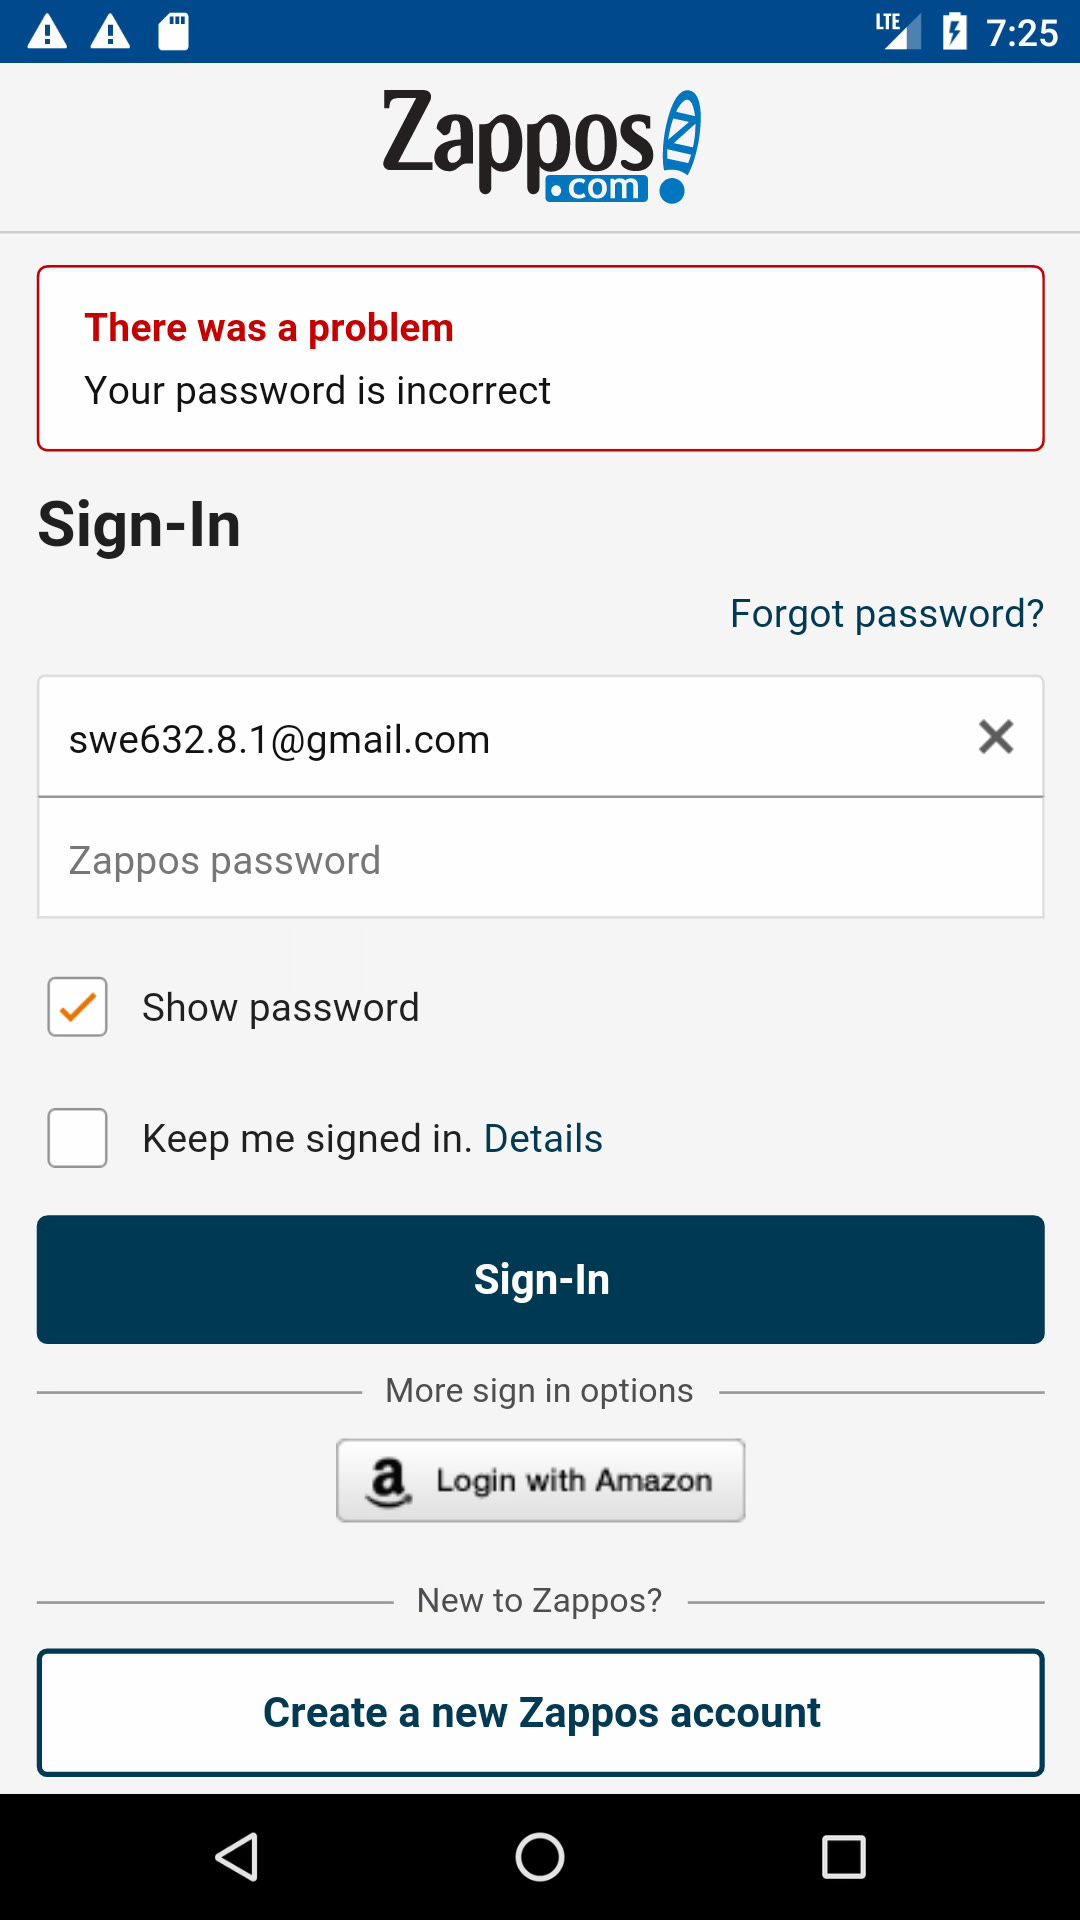 LTE 7:25
Zappos
.com
There was a problem
Your password is incorrect
Sign-In
Forgot password?
swe632.8.1@gmail.com
Zappos password
Show password
Keep me signed in. Details
Sign-In
More sign in options
a Login with Amazon
New to Zappos?
Create a new Zappos account